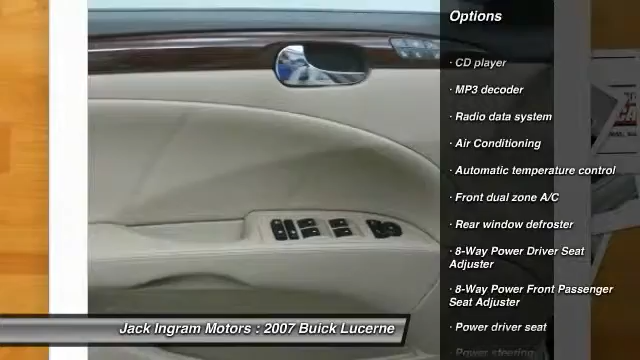 Options
· CD player
· MP3 decoder
· Radio data system
· Air Conditioning
· Automatic temperature control
· Front dual zone A/C
· Rear window defroster
· 8-Way Power Driver Seat
Adjuster
· 8-Way Power Front Passenger
Seat Adjuster
· Power driver seat
· Power steering
Jack Ingram Motors : 2007 Buick Lucerne